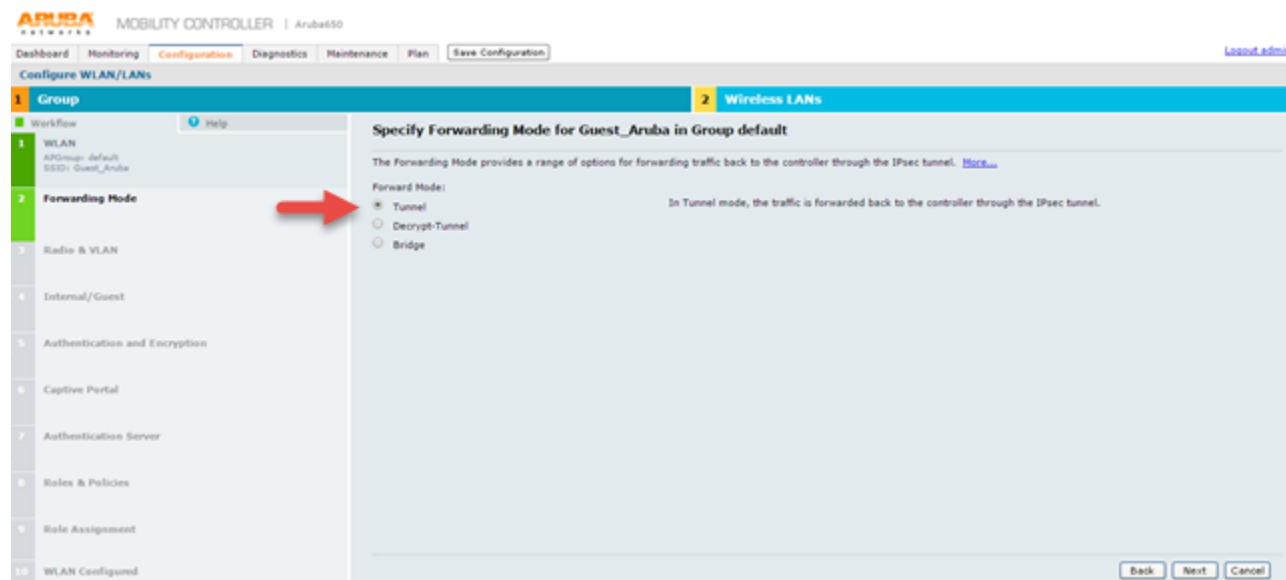 ARUBA networks MOBILITY CONTROLLER | Aruba650
Dashboard Monitoring Configuration Diagnostics Maintenance Plan Save Configuration Logout admi
Configure WLAN/LANs
1 Group 2 Wireless LANs
Workflow ? Help
Specify Forwarding Mode for Guest_Aruba in Group default
1 WLAN
APGroup: default
SSID: Guest_Aruba
The Forwarding Mode provides a range of options for forwarding traffic back to the controller through the IPsec tunnel. More...
Forward Mode:
2 Forwarding Mode
Tunnel In Tunnel mode, the traffic is forwarded back to the controller through the IPsec tunnel.
Decrypt-Tunnel
Bridge
3 Radio & VLAN
4 Internal/Guest
5 Authentication and Encryption
6 Captive Portal
7 Authentication Server
8 Roles & Policies
9 Role Assignment
10 WLAN Configured
Back Next Cancel